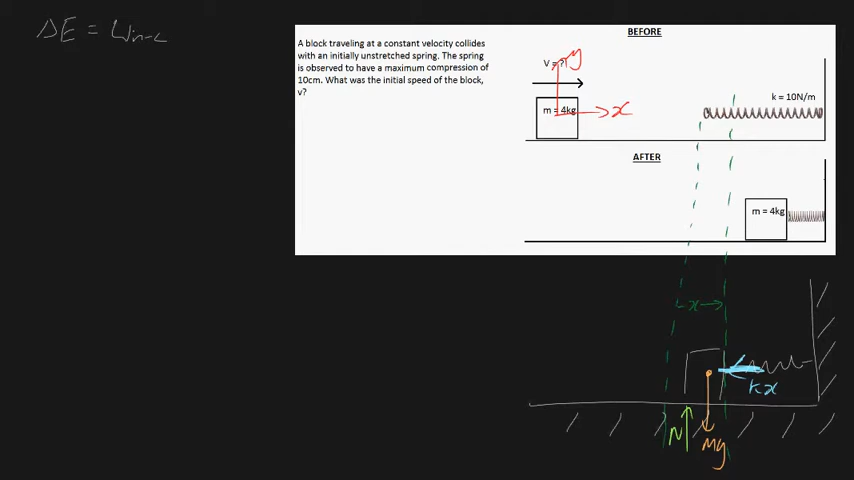 ΔE = Wn-c
A block traveling at a constant velocity collides
with an initially unstretched spring. The spring
is observed to have a maximum compression of
10cm. What was the initial speed of the block,
v?
BEFORE
V = ?
y
m = 4kg
x
k = 10N/m
AFTER
m = 4kg
x
kx
N
Mg